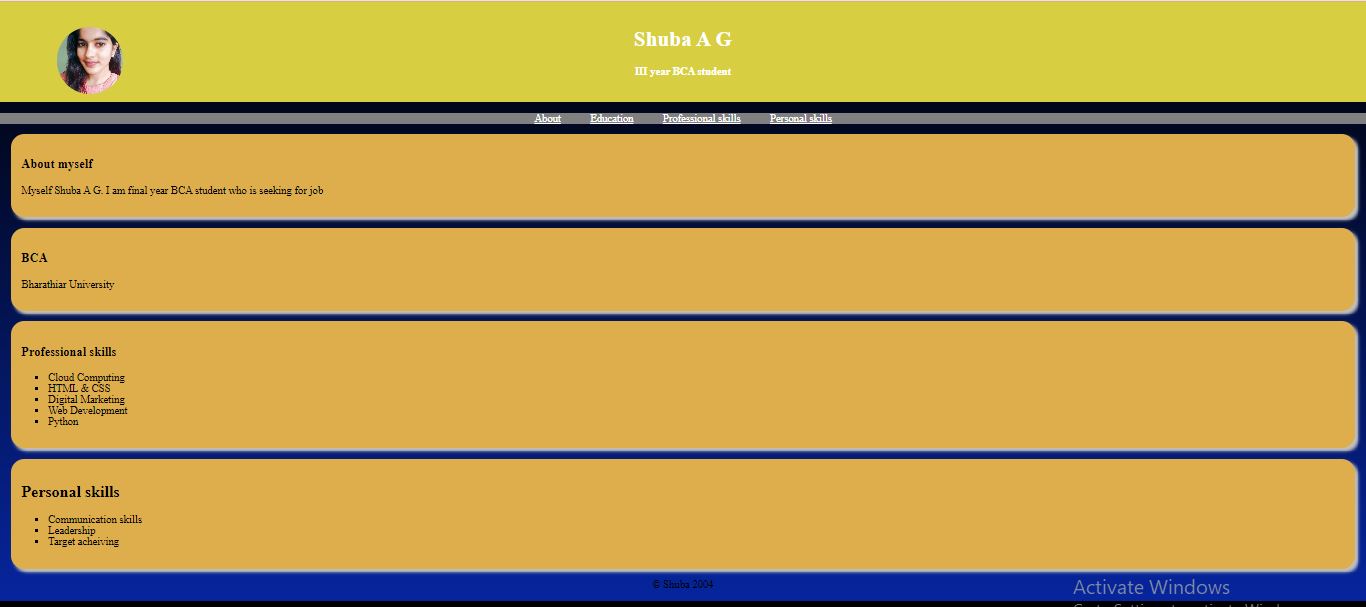 Shuba A G
III year BCA student
About Education Professional skills Personal skills
About myself
Myself Shuba A G. I am final year BCA student who is seeking for job
BCA
Bharathiar University
Professional skills
Cloud Computing
HTML & CSS
Digital Marketing
Web Development
Python
Personal skills
Communication skills
Leadership
Target acheiving
© Shuba 2004
Activate Windows